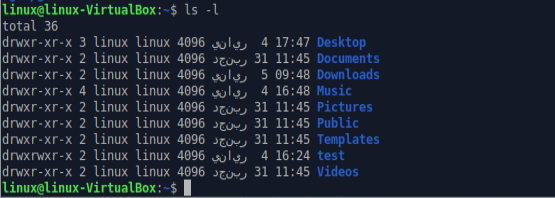 linux@linux-VirtualBox:~$ ls -l
total 36
drwxr-xr-x 3 linux linux 4096 يناير  4 17:47 Desktop
drwxr-xr-x 2 linux linux 4096 دجنبر 31 11:45 Documents
drwxr-xr-x 2 linux linux 4096 يناير  5 09:48 Downloads
drwxr-xr-x 4 linux linux 4096 يناير  4 16:48 Music
drwxr-xr-x 2 linux linux 4096 دجنبر 31 11:45 Pictures
drwxr-xr-x 2 linux linux 4096 دجنبر 31 11:45 Public
drwxr-xr-x 2 linux linux 4096 دجنبر 31 11:45 Templates
drwxrwxr-x 2 linux linux 4096 يناير  4 16:24 test
drwxr-xr-x 2 linux linux 4096 دجنبر 31 11:45 Videos
linux@linux-VirtualBox:~$